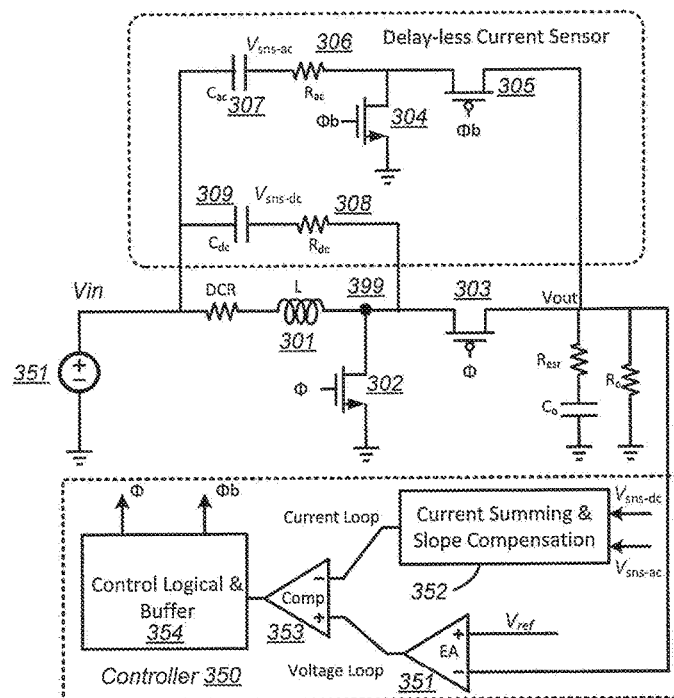 Delay-less Current Sensor
Vsns-ac
306
Cac
307
Rac
305
Φb
304
Φb
309
Vsns-dc
308
Cdc
Rdc
Vin
DCR
L
399
303
Vout
301
351
Φ
302
Φ
Resr
Ro
Co
Φ
Φb
Current Loop
Current Summing &
Slope Compensation
Vsns-dc
Vsns-ac
352
Control Logical &
Buffer
354
Comp
353
Vref
EA
Controller 350
Voltage Loop
351